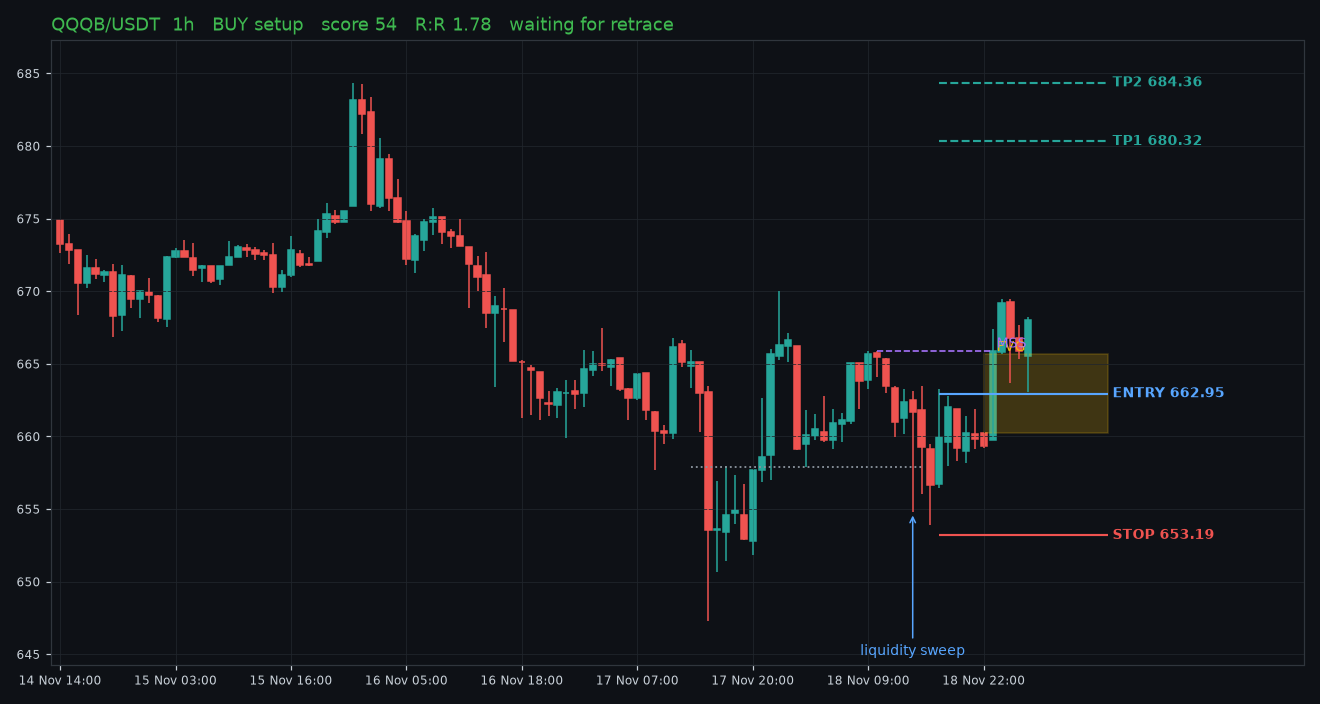 QQQB/USDT 1h BUY setup score 54 R:R 1.78 waiting for retrace
685
680
675
670
665
660
655
650
645
TP2 684.36
TP1 680.32
ENTRY 662.95
STOP 653.19
liquidity sweep
14 Nov 14:00
15 Nov 03:00
15 Nov 16:00
16 Nov 05:00
16 Nov 18:00
17 Nov 07:00
17 Nov 20:00
18 Nov 09:00
18 Nov 22:00